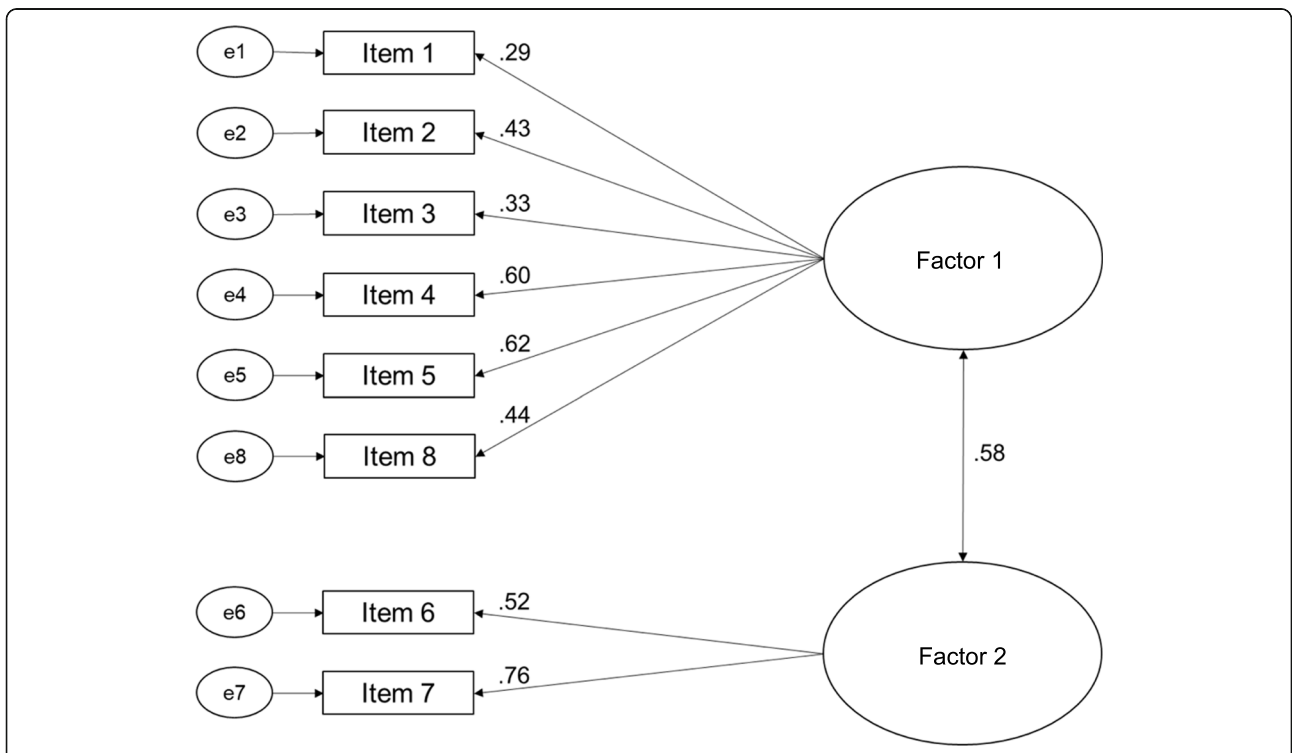 e1 Item 1 .29
e2 Item 2 .43
e3 Item 3 .33
e4 Item 4 .60
e5 Item 5 .62
e8 Item 8 .44
Factor 1
.58
e6 Item 6 .52
e7 Item 7 .76
Factor 2